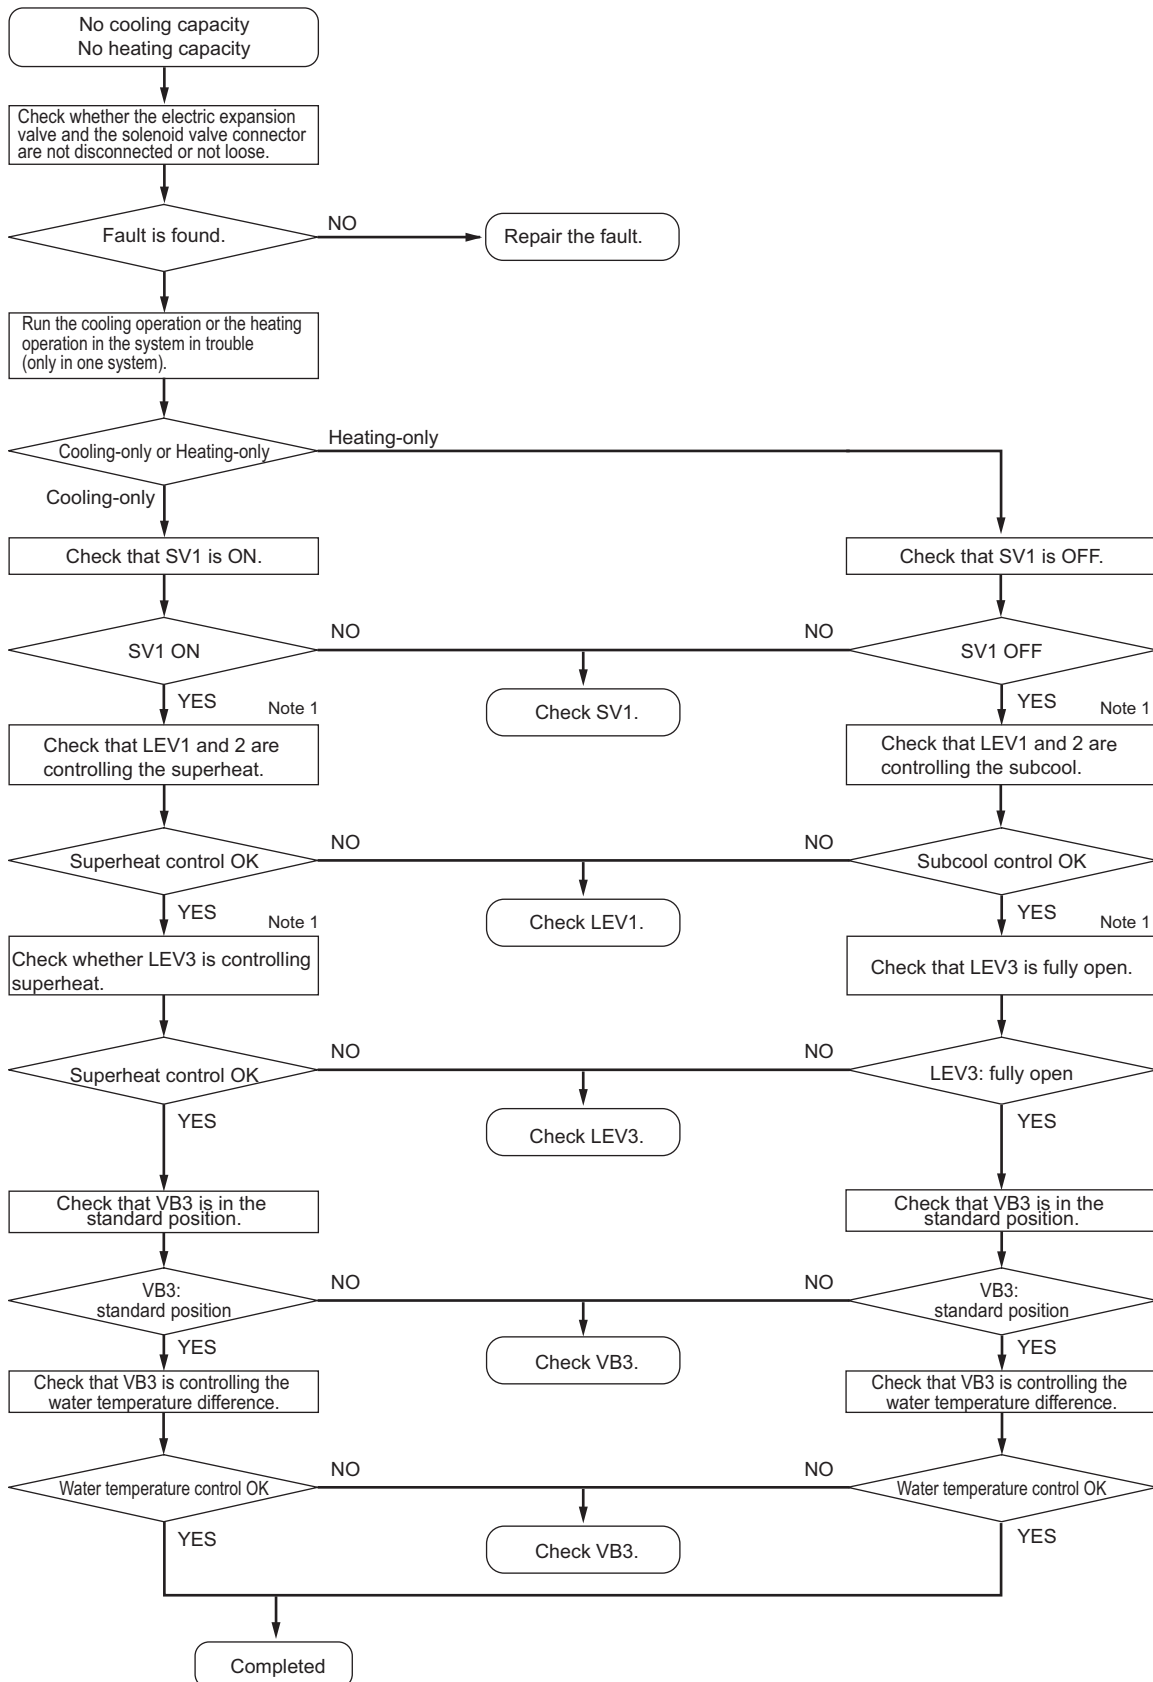 No cooling capacity
No heating capacity
Check whether the electric expansion
valve and the solenoid valve connector
are not disconnected or not loose.
Fault is found.
NO
Repair the fault.
Run the cooling operation or the heating
operation in the system in trouble
(only in one system).
Cooling-only or Heating-only
Heating-only
Cooling-only
Check that SV1 is ON.
Check that SV1 is OFF.
SV1 ON
NO
NO
SV1 OFF
Check SV1.
YES
Note 1
YES
Note 1
Check that LEV1 and 2 are
controlling the superheat.
Check that LEV1 and 2 are
controlling the subcool.
Superheat control OK
NO
NO
Subcool control OK
Check LEV1.
YES
Note 1
YES
Note 1
Check whether LEV3 is controlling
superheat.
Check that LEV3 is fully open.
Superheat control OK
NO
NO
LEV3: fully open
Check LEV3.
YES
YES
Check that VB3 is in the
standard position.
Check that VB3 is in the
standard position.
VB3:
standard position
NO
NO
VB3:
standard position
Check VB3.
YES
YES
Check that VB3 is controlling the
water temperature difference.
Check that VB3 is controlling the
water temperature difference.
Water temperature control OK
NO
NO
Water temperature control OK
Check VB3.
YES
YES
Completed